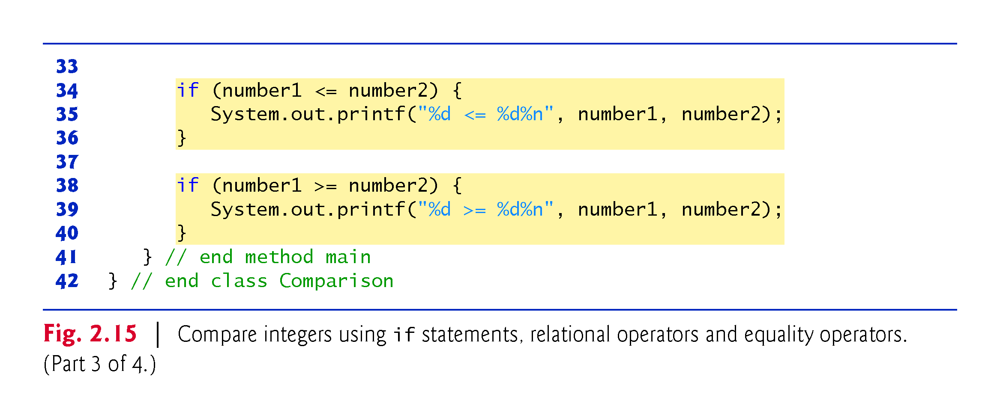 33
34 if (number1 <= number2) {
35 System.out.printf("%d <= %d%n", number1, number2);
36 }
37
38 if (number1 >= number2) {
39 System.out.printf("%d >= %d%n", number1, number2);
40 }
41 } // end method main
42 } // end class Comparison
Fig. 2.15 | Compare integers using if statements, relational operators and equality operators.
(Part 3 of 4.)